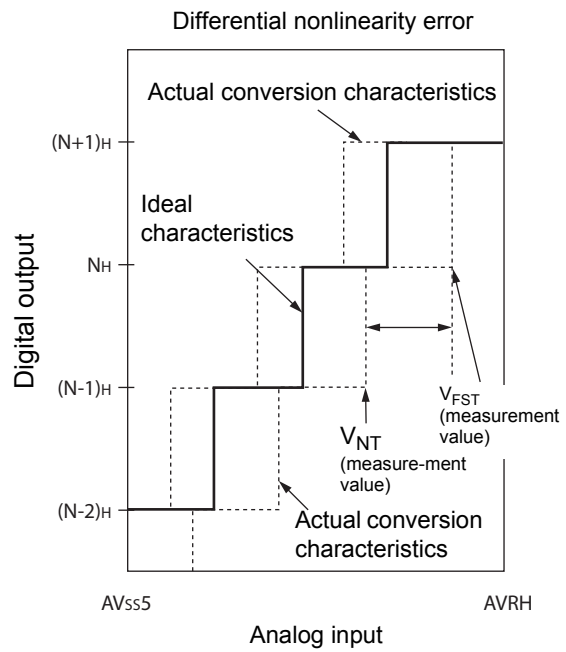 Differential nonlinearity error
Actual conversion characteristics
(N+1)H
Ideal
characteristics
NH
Digital output
(N-1)H
VFST
(measurement
value)
VNT
(measure-ment
value)
(N-2)H
Actual conversion
characteristics
AVSS5
AVRH
Analog input